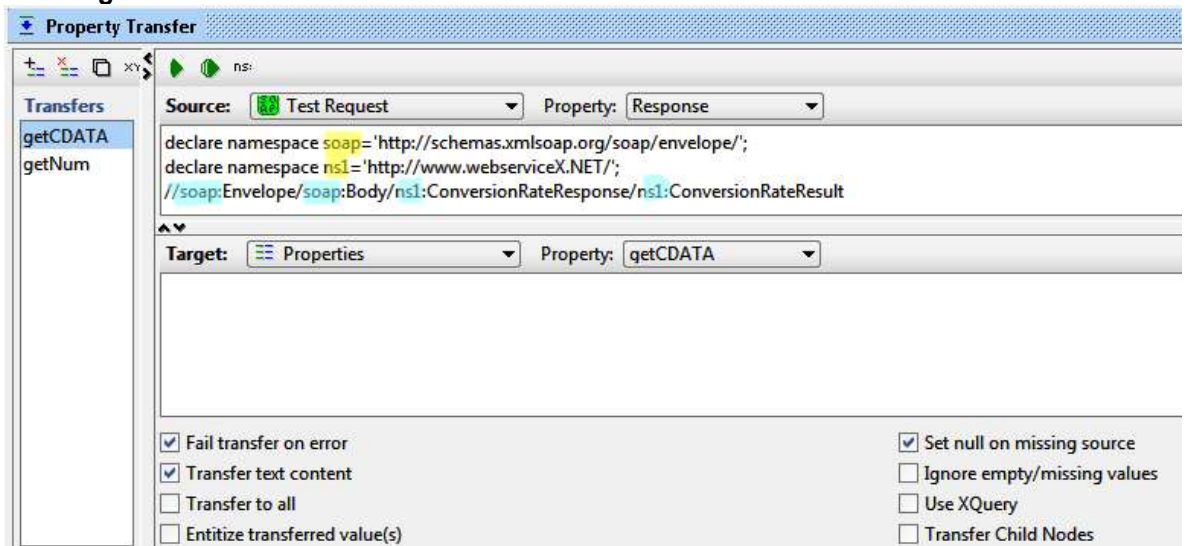 Property Transfer
XY
ns:
Transfers
Source: Test Request Property: Response
getCDATA
getNum
declare namespace soap='http://schemas.xmlsoap.org/soap/envelope/';
declare namespace ns1='http://www.webserviceX.NET/';
//soap:Envelope/soap:Body/ns1:ConversionRateResponse/ns1:ConversionRateResult
Target: Properties Property: getCDATA
Fail transfer on error Set null on missing source
Transfer text content Ignore empty/missing values
Transfer to all Use XQuery
Entitize transferred value(s) Transfer Child Nodes